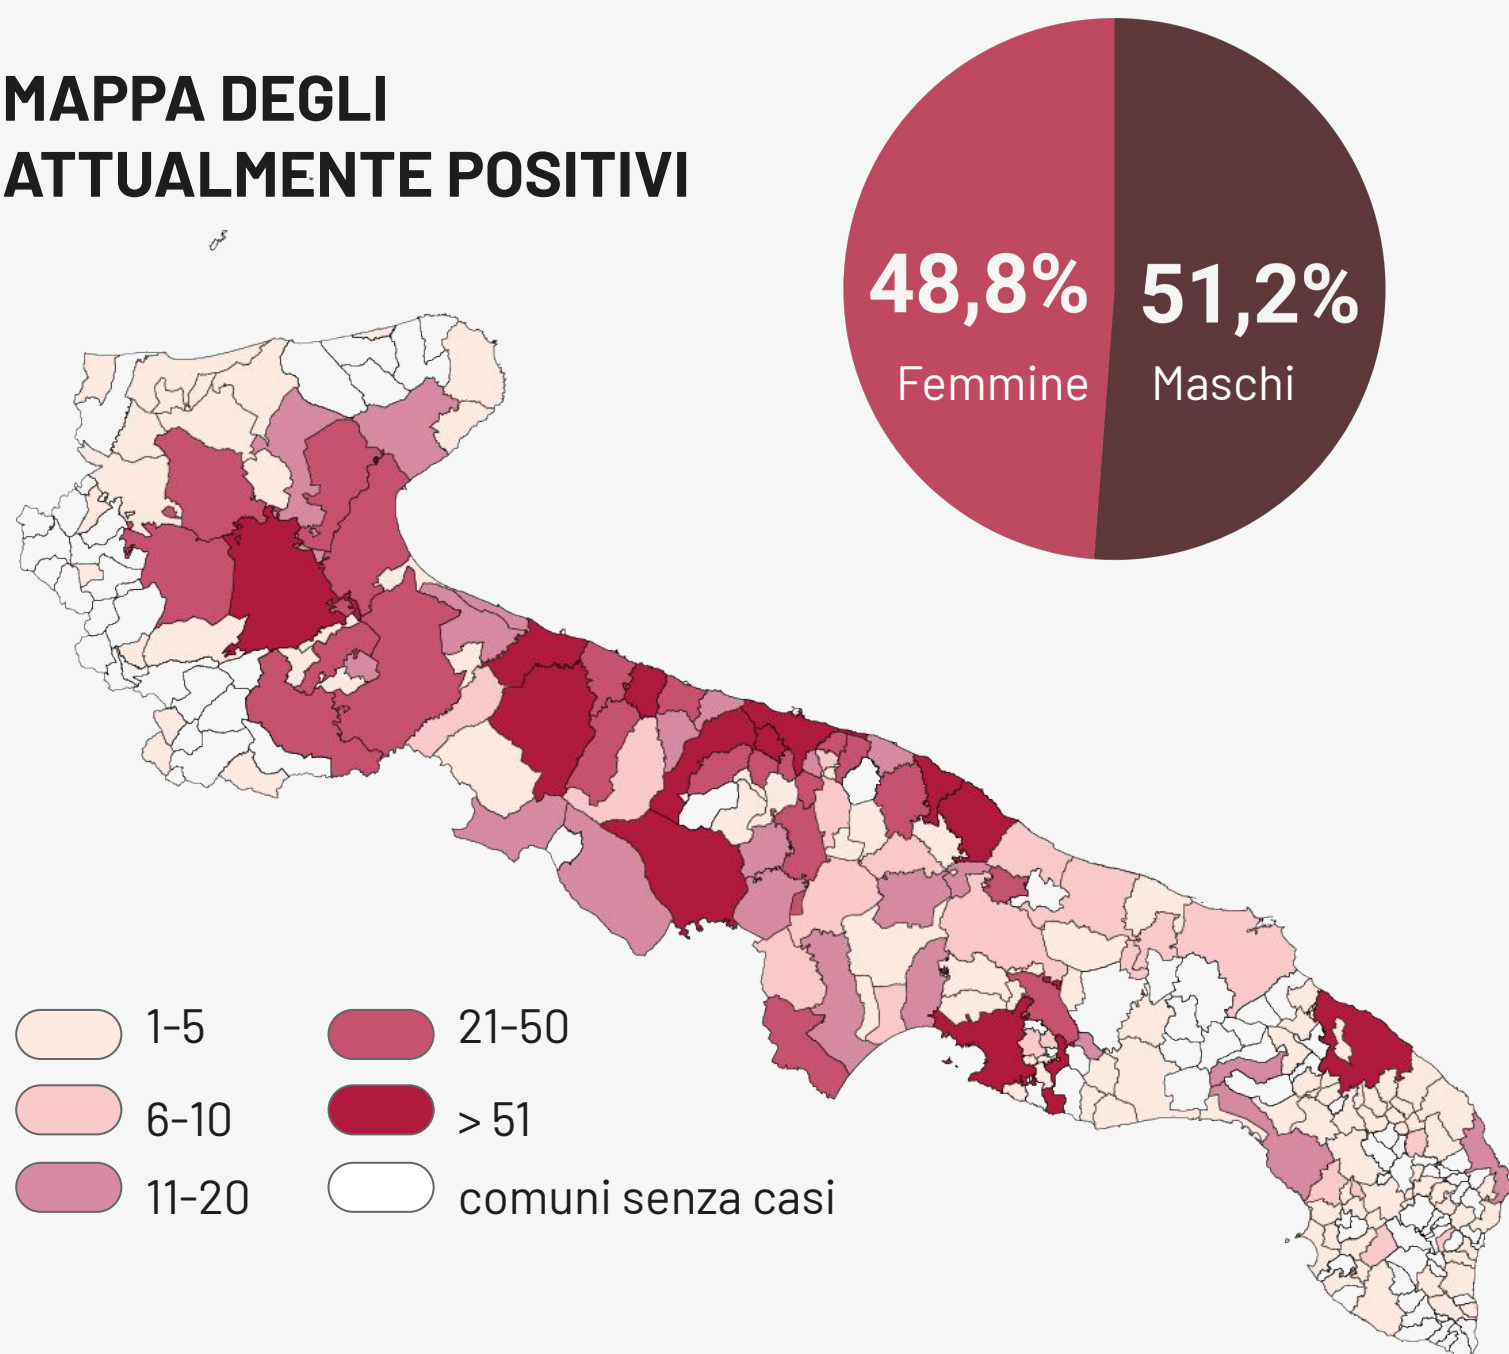 MAPPA DEGLI
ATTUALMENTE POSITIVI
48,8%
Femmine
51,2%
Maschi
1-5
6-10
11-20
21-50
> 51
comuni senza casi